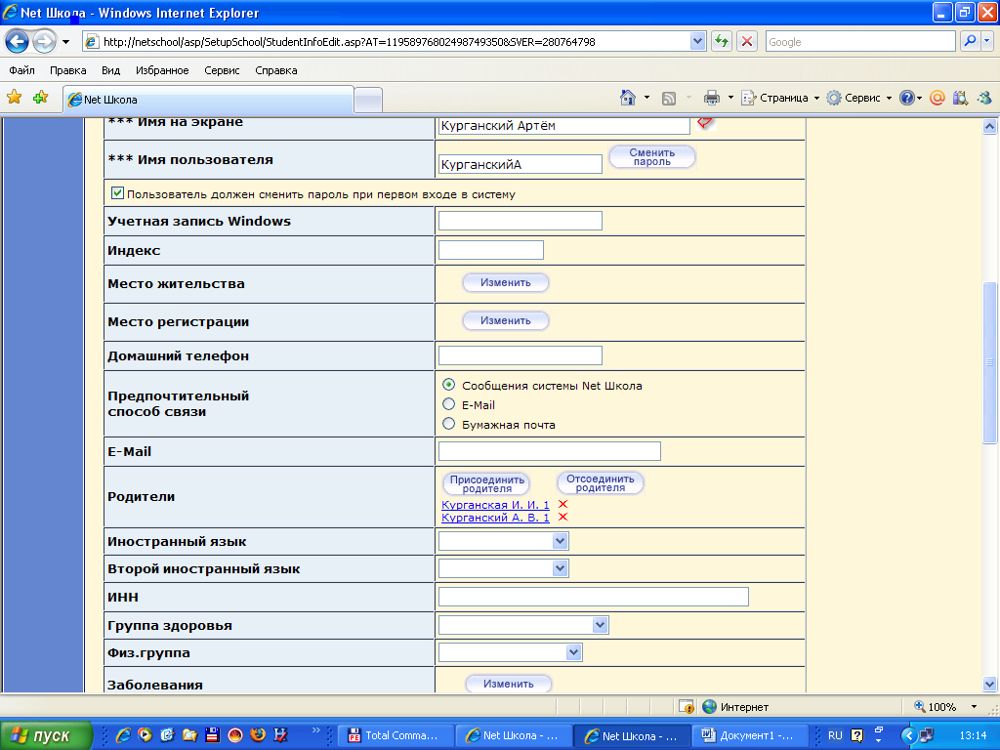 Net Школа - Windows Internet Explorer
http://netschool/asp/SetupSchool/StudentInfoEdit.asp?AT=11958976802498749350&SVER=280764798
Google
Файл Правка Вид Избранное Сервис Справка
Net Школа
Страница Сервис
*** Имя на экране Курганский Артём
*** Имя пользователя КурганскийА Сменить
пароль
Пользователь должен сменить пароль при первом входе в систему
Учетная запись Windows
Индекс
Место жительства Изменить
Место регистрации Изменить
Домашний телефон
Предпочтительный
способ связи
Сообщения системы Net Школа
E-Mail
Бумажная почта
E-Mail
Родители
Присоединить
родителя
Отсоединить
родителя
Курганская И. И. 1
Курганский А. В. 1
Иностранный язык
Второй иностранный язык
ИНН
Группа здоровья
Физ.группа
Заболевания Изменить
Интернет 100%
пуск Total Comma... Net Школа - ... Net Школа - ... Документ1 -... RU 13:14